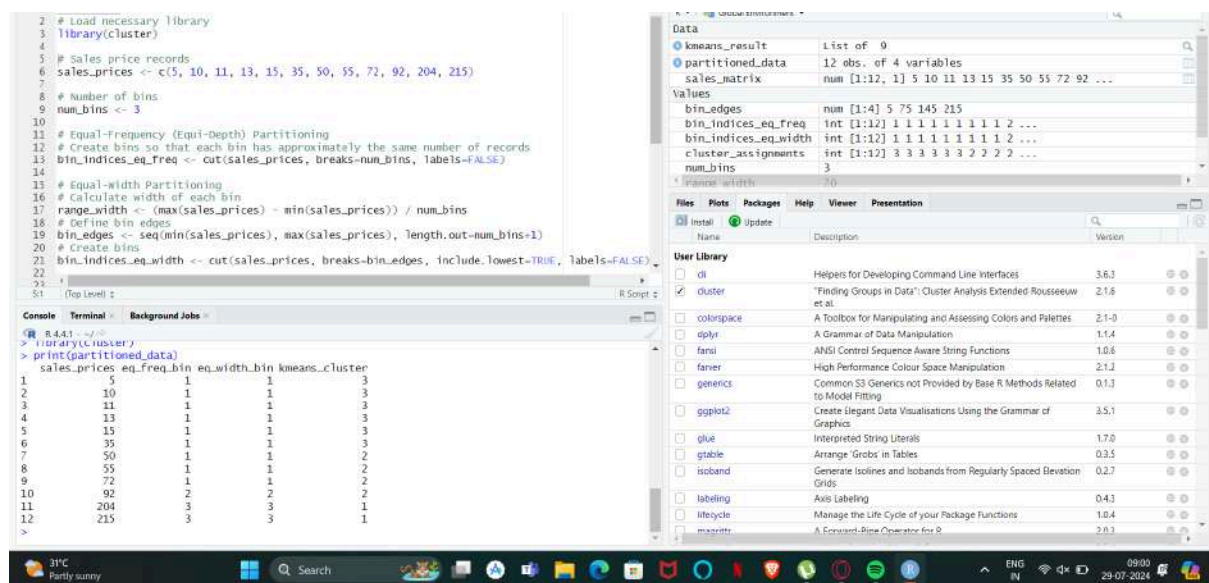 2 # Load necessary library
3 library(cluster)
4
5 # Sales price records
6 sales_prices <- c(5, 10, 11, 13, 15, 35, 50, 55, 72, 92, 204, 215)
7
8 # Number of bins
9 num_bins <- 3
10
11 # Equal-Frequency (Equi-Depth) Partitioning
12 # Create bins so that each bin has approximately the same number of records
13 bin_indices_eq_freq <- cut(sales_prices, breaks=num_bins, labels=FALSE)
14
15 # Equal-Width Partitioning
16 # Calculate width of each bin
17 range_width <- (max(sales_prices) - min(sales_prices)) / num_bins
18 # Define bin edges
19 bin_edges <- seq(min(sales_prices), max(sales_prices), length.out=num_bins+1)
20 # Create bins
21 bin_indices_eq_width <- cut(sales_prices, breaks=bin_edges, include.lowest=TRUE, labels=FALSE)
22
23
5:1 (Top Level) R Script
Console Terminal Background Jobs
R 4.4.1 · ~/
> library(cluster)
> print(partitioned_data)
sales_prices eq_freq_bin eq_width_bin kmeans_cluster
1 5 1 1 3
2 10 1 1 3
3 11 1 1 3
4 13 1 1 3
5 15 1 1 3
6 35 1 1 3
7 50 1 1 2
8 55 1 1 2
9 72 1 1 2
10 92 2 2 2
11 204 3 3 1
12 215 3 3 1
>
R Global Environment
Data
kmeans_result List of 9
partitioned_data 12 obs. of 4 variables
sales_matrix num [1:12, 1] 5 10 11 13 15 35 50 55 72 92 ...
Values
bin_edges num [1:4] 5 75 145 215
bin_indices_eq_freq int [1:12] 1 1 1 1 1 1 1 1 1 2 ...
bin_indices_eq_width int [1:12] 1 1 1 1 1 1 1 1 1 2 ...
cluster_assignments int [1:12] 3 3 3 3 3 3 2 2 2 2 ...
num_bins 3
range_width 70
Files Plots Packages Help Viewer Presentation
Install Update
Name Description Version
User Library
cli Helpers for Developing Command Line Interfaces 3.6.3
cluster "Finding Groups in Data": Cluster Analysis Extended Rousseeuw et al. 2.1.6
colorspace A Toolbox for Manipulating and Assessing Colors and Palettes 2.1-0
dplyr A Grammar of Data Manipulation 1.1.4
fansi ANSI Control Sequence Aware String Functions 1.0.6
farver High Performance Colour Space Manipulation 2.1.2
generics Common S3 Generics not Provided by Base R Methods Related to Model Fitting 0.1.3
ggplot2 Create Elegant Data Visualisations Using the Grammar of Graphics 3.5.1
glue Interpreted String Literals 1.7.0
gtable Arrange 'Grobs' in Tables 0.3.5
isoband Generate Isolines and Isobands from Regularly Spaced Elevation Grids 0.2.7
labeling Axis Labeling 0.4.3
lifecycle Manage the Life Cycle of your Package Functions 1.0.4
magrittr A Forward-Pipe Operator for R 2.0.3
31°C
Partly sunny
Search
ENG
IN
09:00
29-07-2024